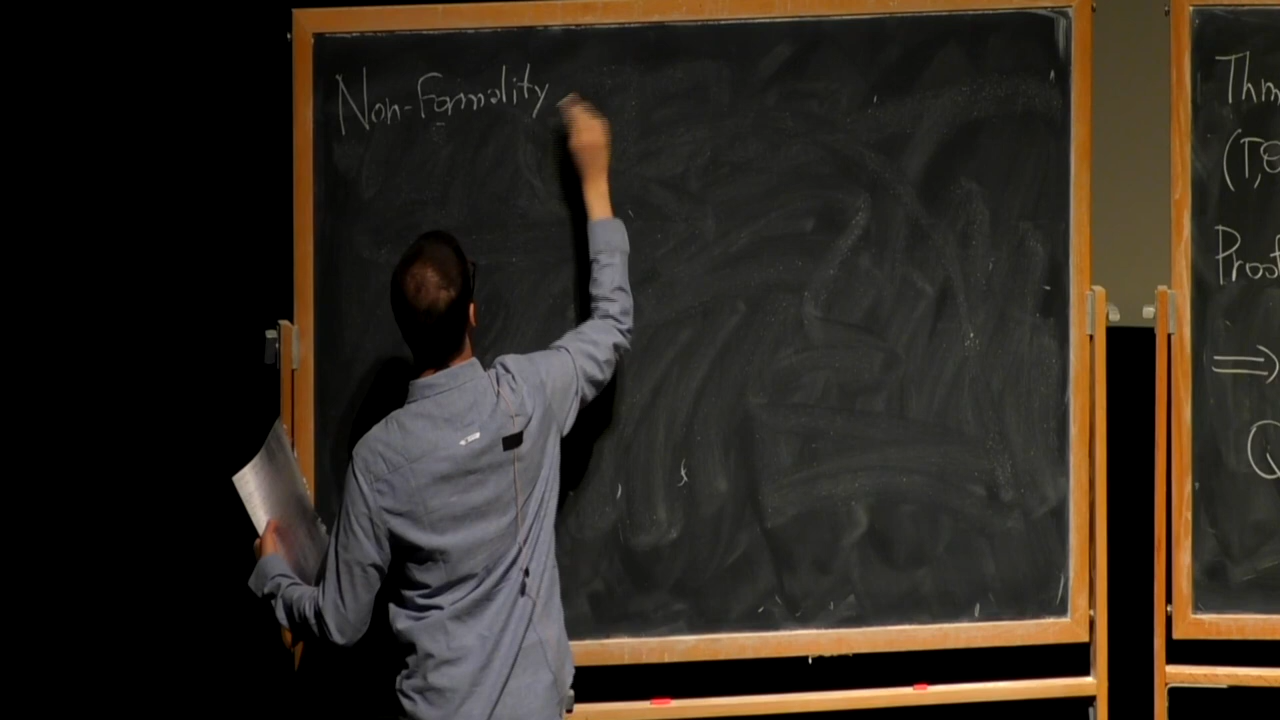 Non-Formality
Thm
(T,
Proof
⇒
Q